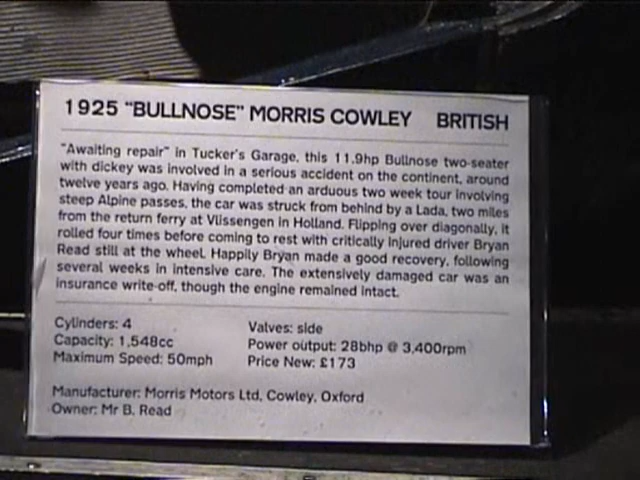 1925 "BULLNOSE" MORRIS COWLEY BRITISH
"Awaiting repair" in Tucker's Garage, this 11.9hp Bullnose two-seater
with dickey was involved in a serious accident on the continent, around
twelve years ago. Having completed an arduous two week tour involving
steep Alpine passes, the car was struck from behind by a Lada, two miles
from the return ferry at Vlissengen in Holland. Flipping over diagonally, it
rolled four times before coming to rest with critically injured driver Bryan
Read still at the wheel. Happily Bryan made a good recovery, following
several weeks in intensive care. The extensively damaged car was an
insurance write-off, though the engine remained intact.
Cylinders: 4
Capacity: 1,548cc
Maximum Speed: 50mph
Valves: side
Power output: 28bhp @ 3,400rpm
Price New: £173
Manufacturer: Morris Motors Ltd, Cowley, Oxford
Owner: Mr B. Read